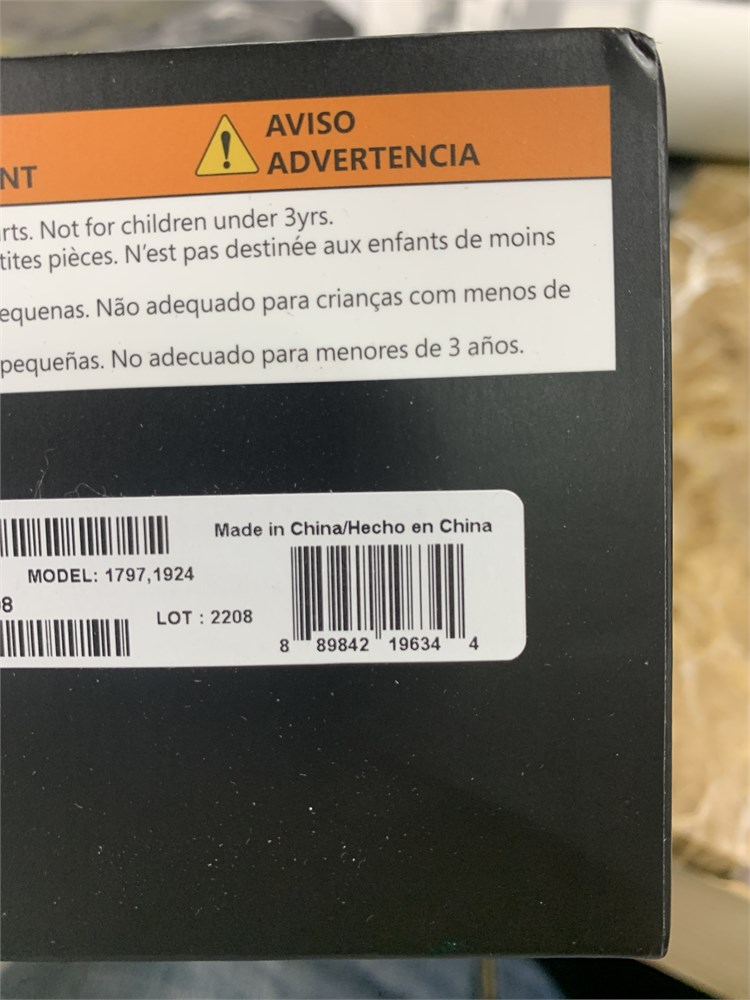 AVISO
ADVERTENCIA
NT
rts. Not for children under 3yrs.
tites pièces. N'est pas destinée aux enfants de moins
equenas. Não adequado para crianças com menos de
pequeñas. No adecuado para menores de 3 años.
Made in China/Hecho en China
MODEL: 1797,1924
8
LOT : 2208
8 89842 19634 4